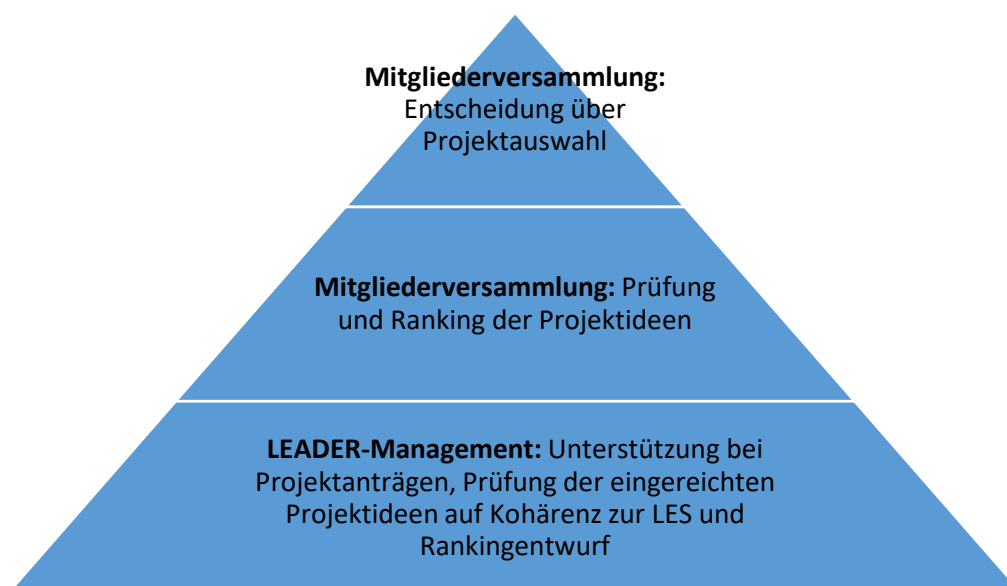 Mitgliederversammlung:
Entscheidung über
Projektauswahl
Mitgliederversammlung: Prüfung
und Ranking der Projektideen
LEADER-Management: Unterstützung bei
Projektanträgen, Prüfung der eingereichten
Projektideen auf Kohärenz zur LES und
Rankingentwurf